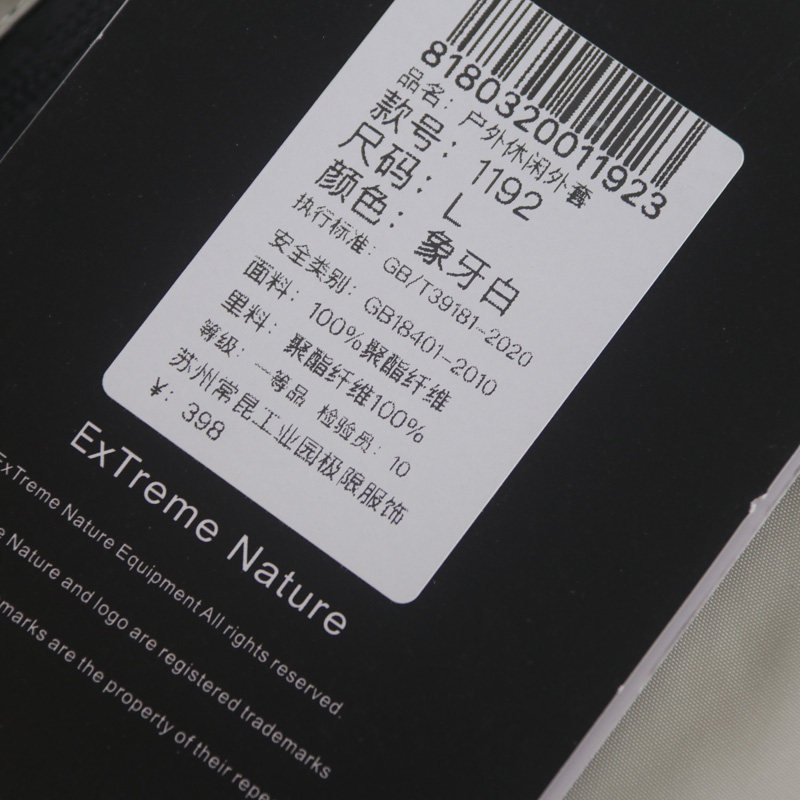 8180320011923
品名：户外休闲外套
款号：1192
尺码：L
颜色：象牙白
执行标准：GB/T39181-2020
安全类别：GB18401-2010
面料：100%聚酯纤维
里料：聚酯纤维100%
等级：一等品 检验员：10
苏州常昆工业园极限服饰
￥：398
ExTreme Nature
ExTreme Nature Equipment All rights reserved.
Nature and logo are registered trademarks
are the property of their